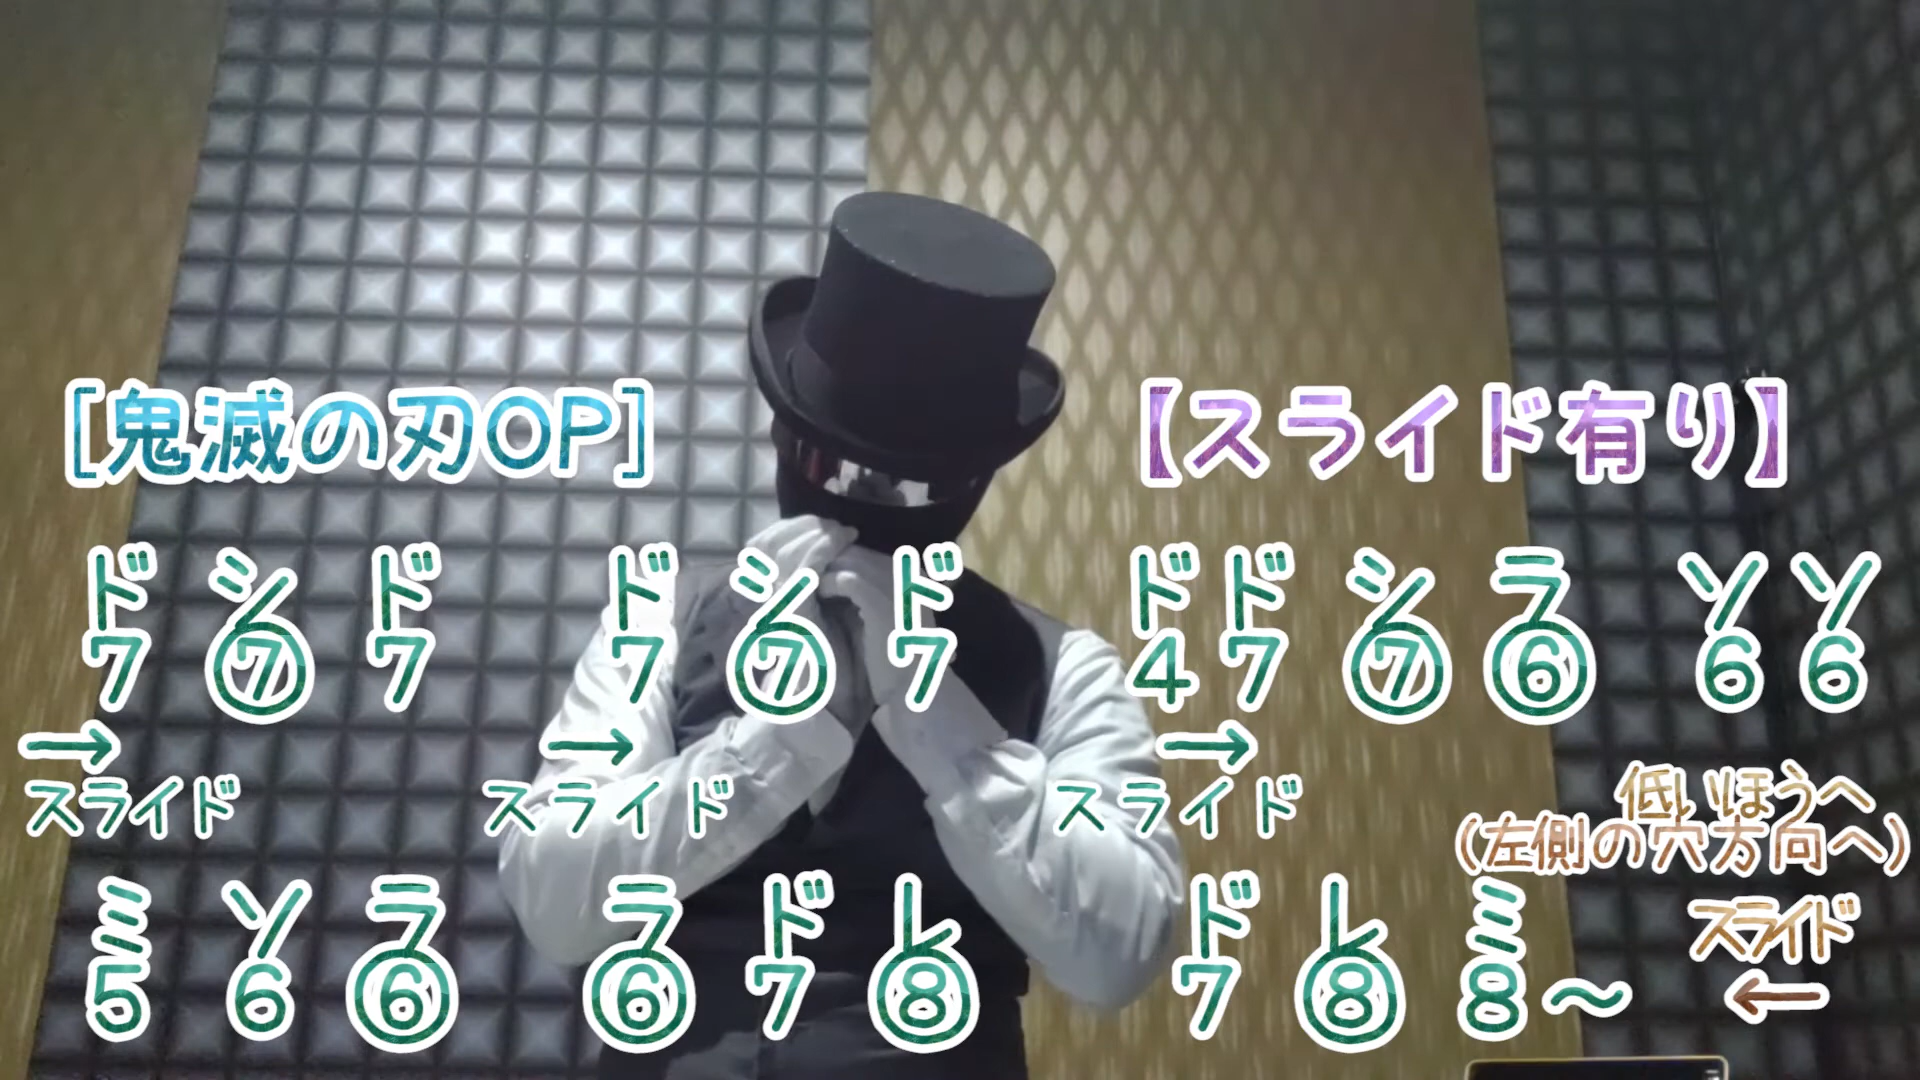 [鬼滅の刃OP] 【スライド有り】
ド シ ド ド シ ド ド ド シ ラ ソ ソ
7 ⑦ 7 7 ⑦ 7 4 7 ⑦ ⑥ 6 6
→ → →
スライド スライド スライド
低いほうへ
(左側の穴方向へ)
スライド
←
ミ ソ ラ ラ ド レ ド レ ミ
5 6 ⑥ ⑥ 7 ⑧ 7 ⑧ 8〜